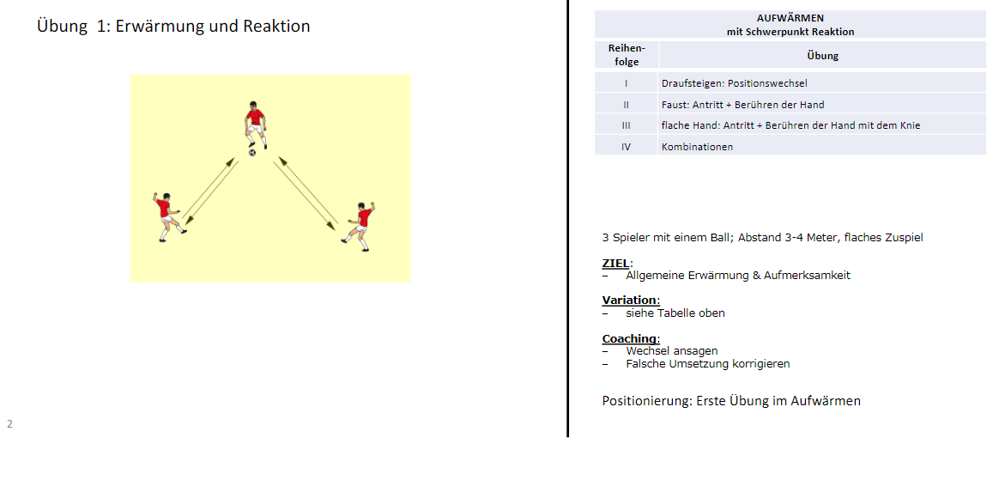 Übung 1: Erwärmung und Reaktion
2
AUFWÄRMEN
mit Schwerpunkt Reaktion
Reihen-
folge
Übung
I Draufsteigen: Positionswechsel
II Faust: Antritt + Berühren der Hand
III flache Hand: Antritt + Berühren der Hand mit dem Knie
IV Kombinationen
3 Spieler mit einem Ball; Abstand 3-4 Meter, flaches Zuspiel
ZIEL:
– Allgemeine Erwärmung & Aufmerksamkeit
Variation:
– siehe Tabelle oben
Coaching:
– Wechsel ansagen
– Falsche Umsetzung korrigieren
Positionierung: Erste Übung im Aufwärmen